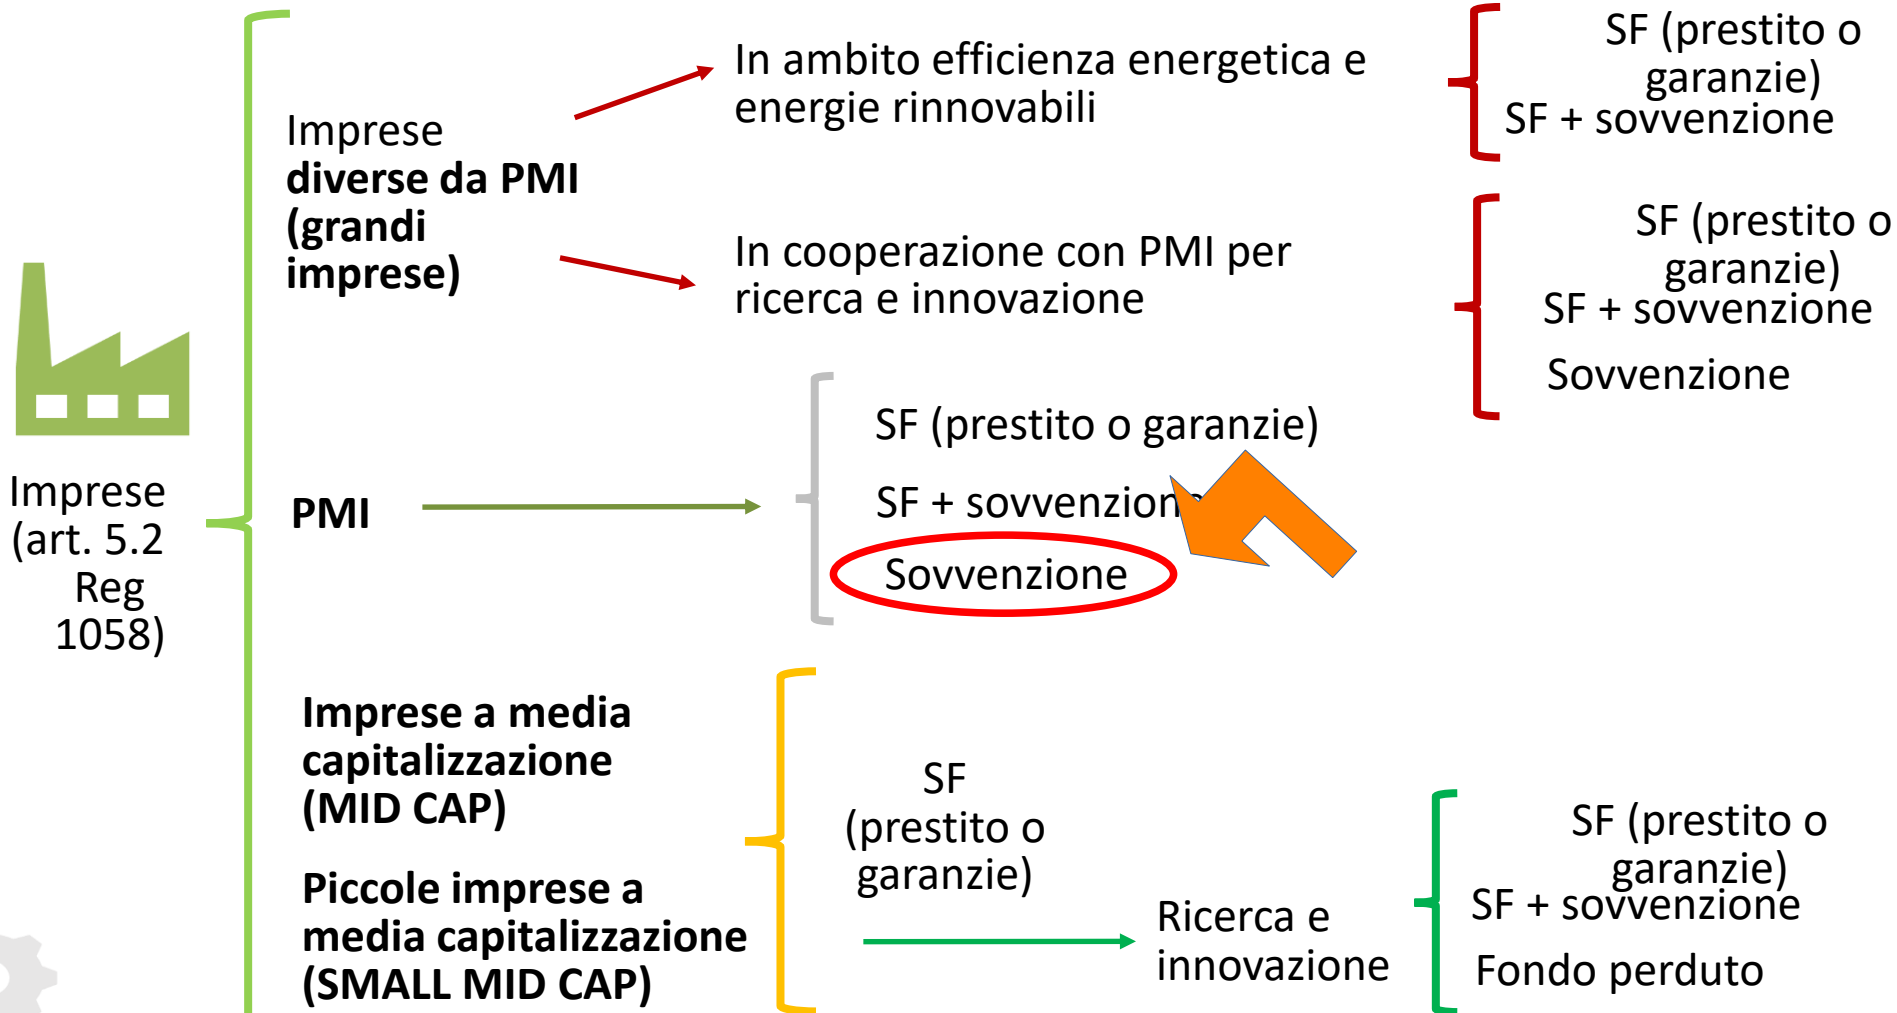 Imprese
(art. 5.2
Reg
1058)
Imprese
diverse da PMI
(grandi
imprese)
In ambito efficienza energetica e
energie rinnovabili
SF (prestito o
garanzie)
SF + sovvenzione
In cooperazione con PMI per
ricerca e innovazione
SF (prestito o
garanzie)
SF + sovvenzione
Sovvenzione
PMI
SF (prestito o garanzie)
SF + sovvenzione
Sovvenzione
Imprese a media
capitalizzazione
(MID CAP)
Piccole imprese a
media capitalizzazione
(SMALL MID CAP)
SF
(prestito o
garanzie)
Ricerca e
innovazione
SF (prestito o
garanzie)
SF + sovvenzione
Fondo perduto